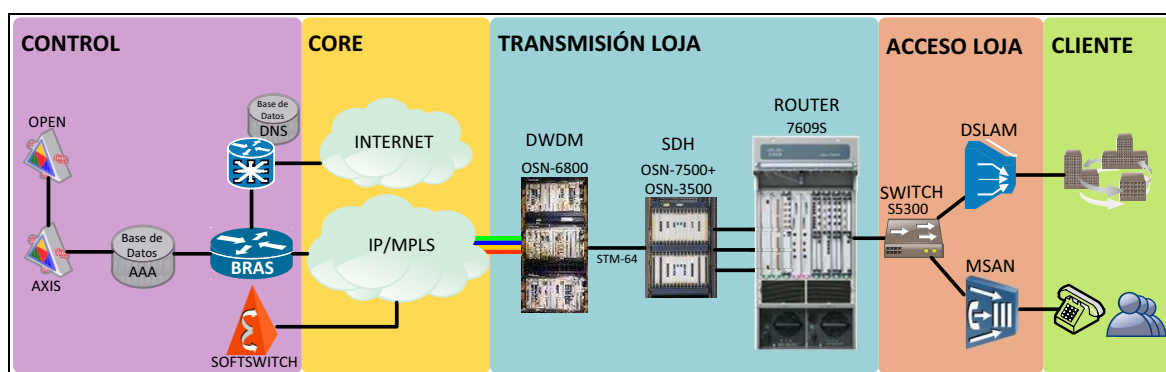 CONTROL
CORE
TRANSMISIÓN LOJA
ACCESO LOJA
CLIENTE
OPEN
AXIS
Base de
Datos
AAA
Base de
Datos
DNS
BRAS
SOFTSWITCH
INTERNET
IP/MPLS
DWDM
OSN-6800
STM-64
SDH
OSN-7500+
OSN-3500
ROUTER
7609S
SWITCH
S5300
DSLAM
MSAN